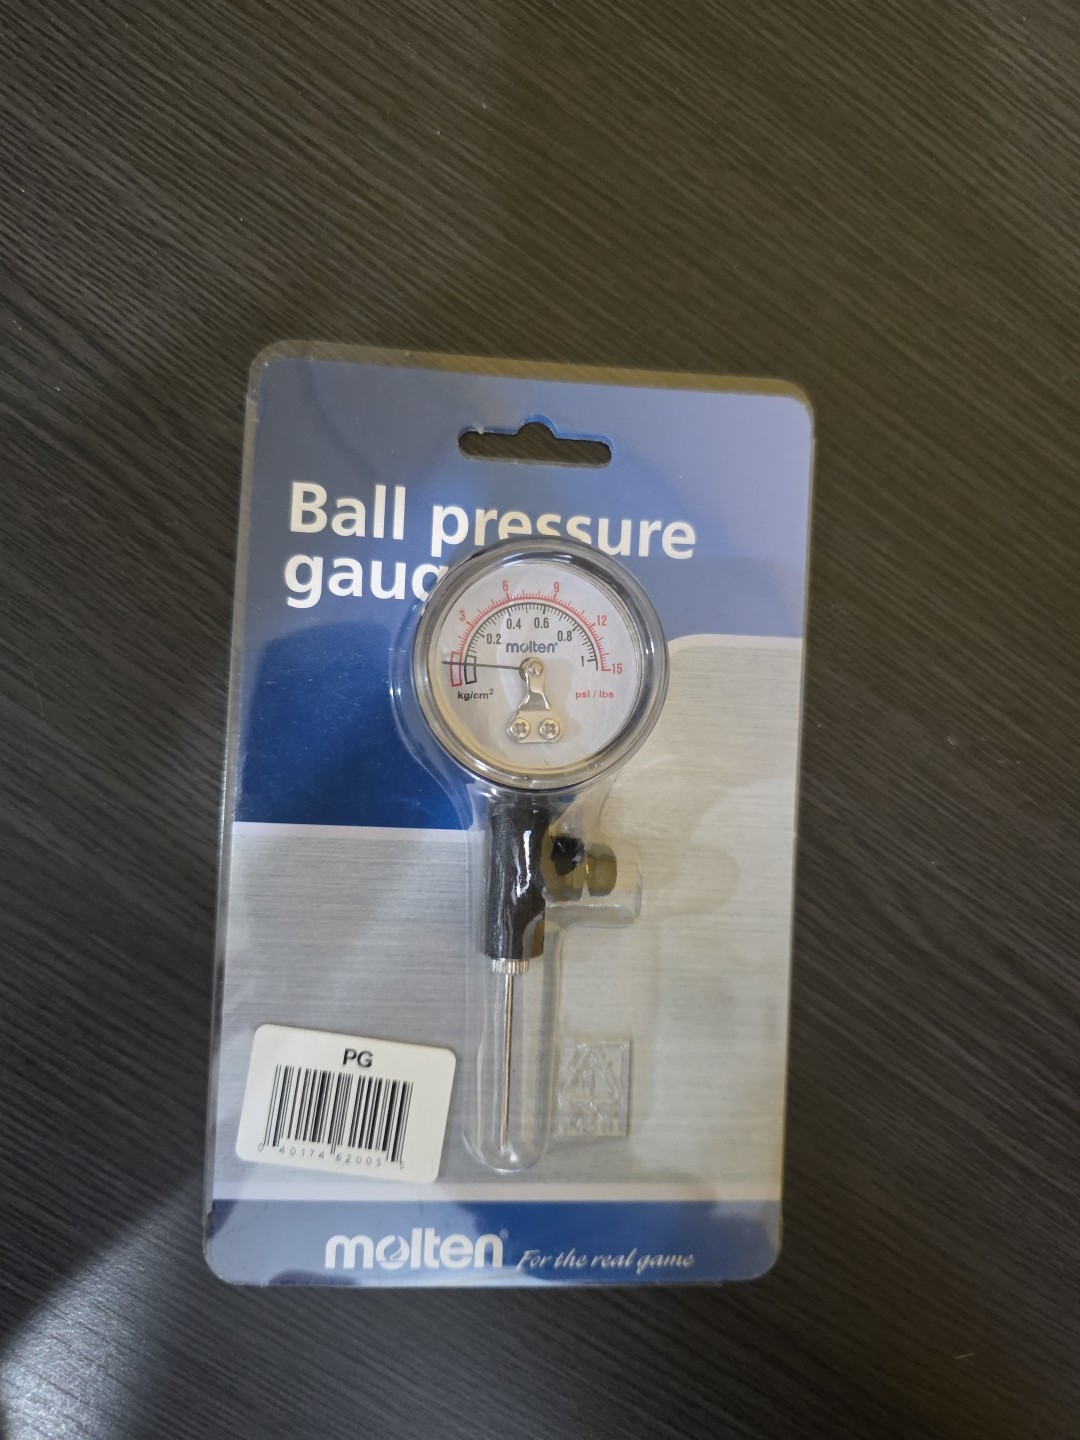 Ball pressure
gaug
3 6 9 12 15
0.2 0.4 0.6 0.8 1
molten®
kg/cm² psi / lbs
PG
0 40174 62005 5
molten® For the real game